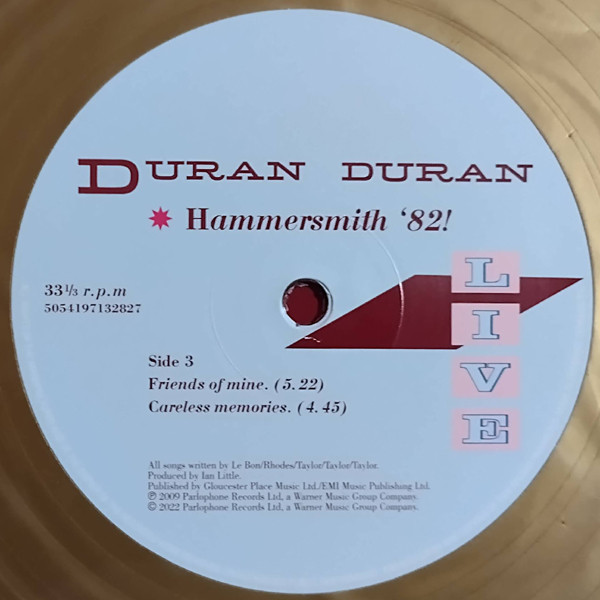 DURAN DURAN
Hammersmith ‘82!
33⅓ r.p.m
5054197132827
LIVE
Side 3
Friends of mine. (5.22)
Careless memories. (4.45)
All songs written by Le Bon/Rhodes/Taylor/Taylor/Taylor.
Produced by Ian Little.
Published by Gloucester Place Music Ltd./EMI Music Publishing Ltd.
℗ 2009 Parlophone Records Ltd, a Warner Music Group Company.
© 2022 Parlophone Records Ltd, a Warner Music Group Company.